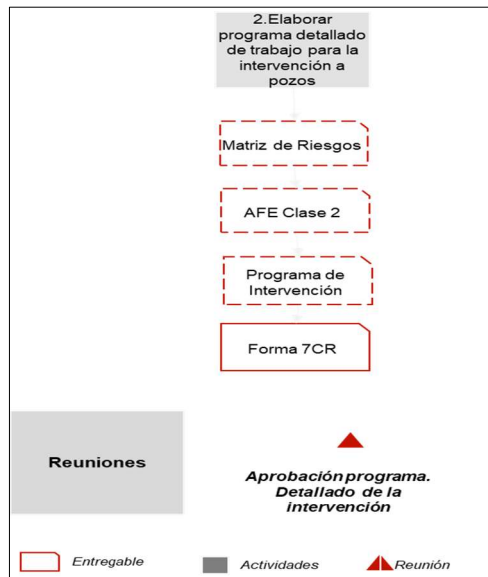 2.Elaborar
programa detallado
de trabajo para la
intervención a
pozos
Matriz de Riesgos
AFE Clase 2
Programa de
Intervención
Forma 7CR
Reuniones
Aprobación programa.
Detallado de la
intervención
Entregable
Actividades
Reunión